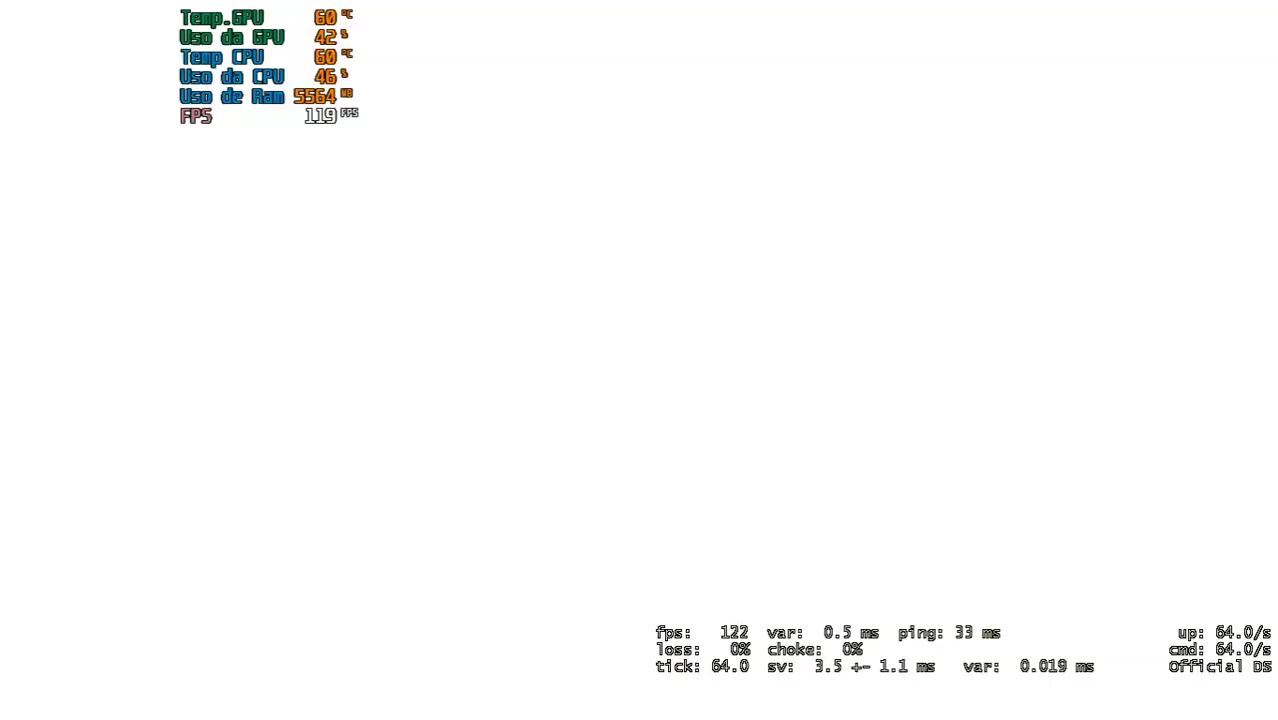 Temp.GPU 60 °C
Uso da GPU 42 %
Temp CPU 60 °C
Uso da CPU 46 %
Uso de Ram 5564 MB
FPS 119 FPS
fps: 122 var: 0.5 ms ping: 33 ms up: 64.0/s
loss: 0% choke: 0% cmd: 64.0/s
tick: 64.0 sv: 3.5 +- 1.1 ms var: 0.019 ms Official DS